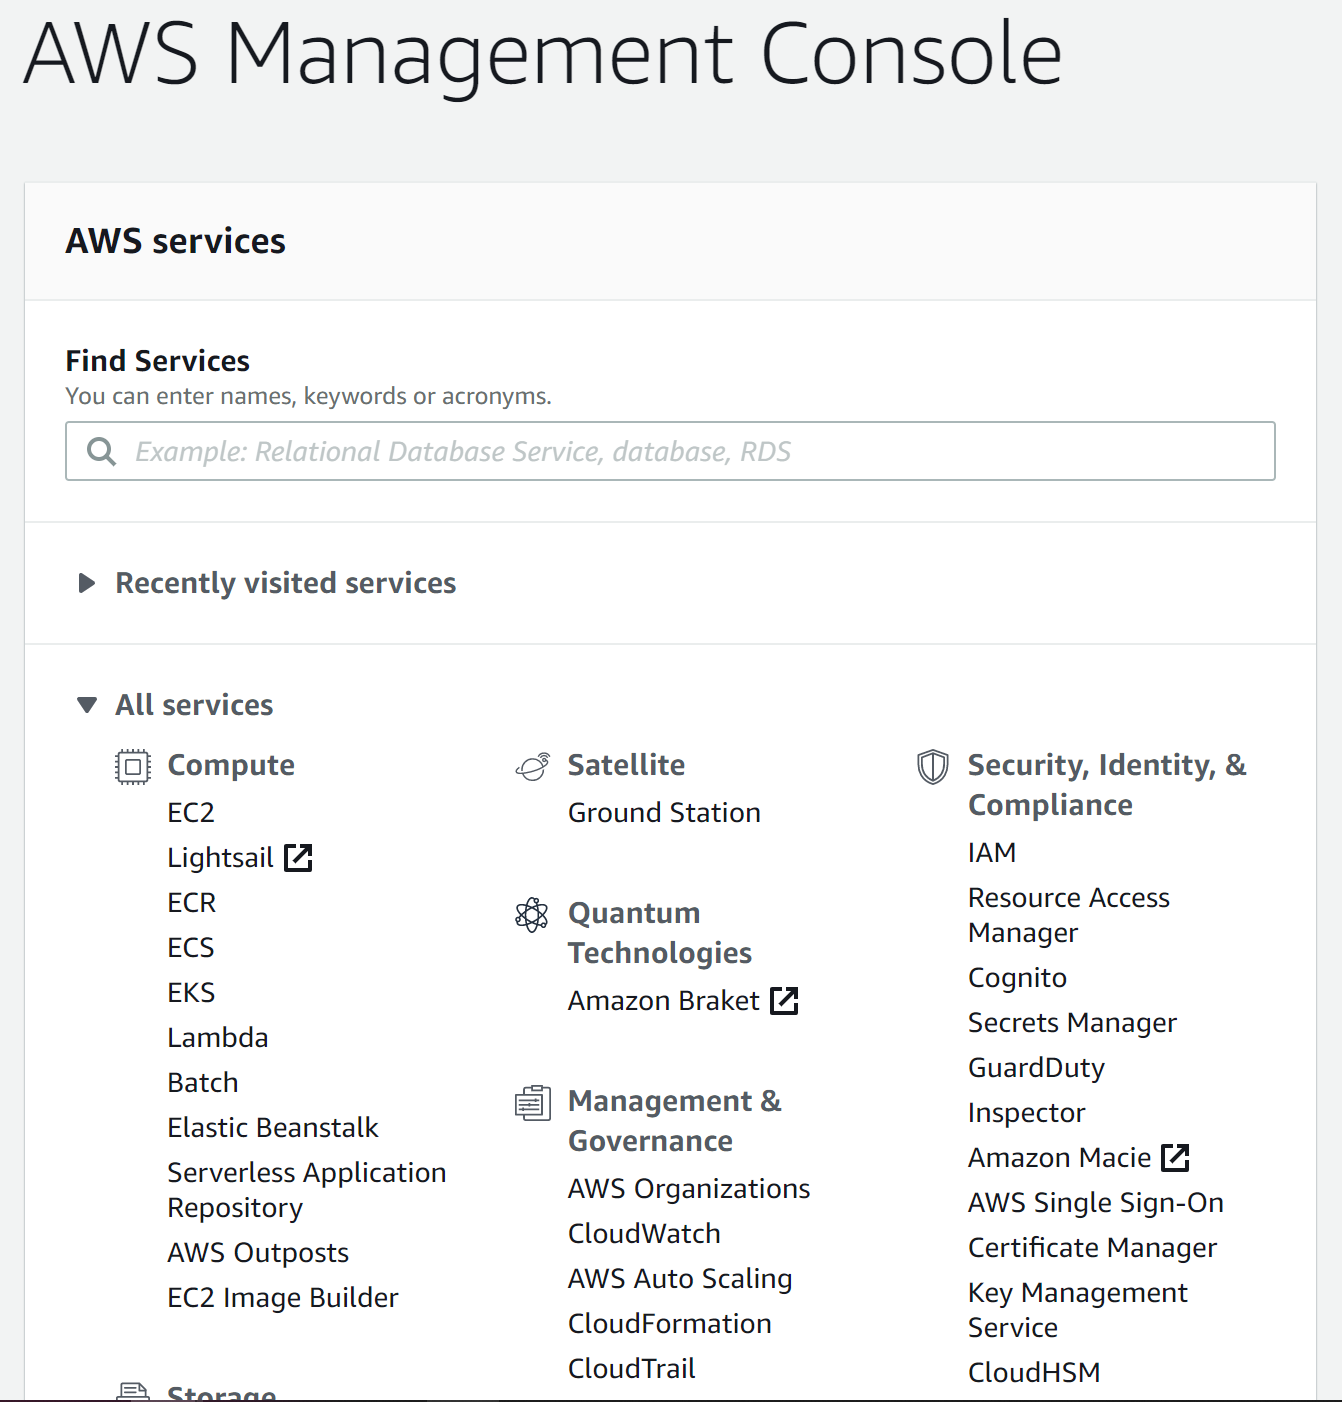 AWS Management Console
AWS services
Find Services
You can enter names, keywords or acronyms.
Example: Relational Database Service, database, RDS
Recently visited services
All services
Compute
EC2
Lightsail
ECR
ECS
EKS
Lambda
Batch
Elastic Beanstalk
Serverless Application
Repository
AWS Outposts
EC2 Image Builder
Storage
Satellite
Ground Station
Quantum
Technologies
Amazon Braket
Management &
Governance
AWS Organizations
CloudWatch
AWS Auto Scaling
CloudFormation
CloudTrail
Security, Identity, &
Compliance
IAM
Resource Access
Manager
Cognito
Secrets Manager
GuardDuty
Inspector
Amazon Macie
AWS Single Sign-On
Certificate Manager
Key Management
Service
CloudHSM